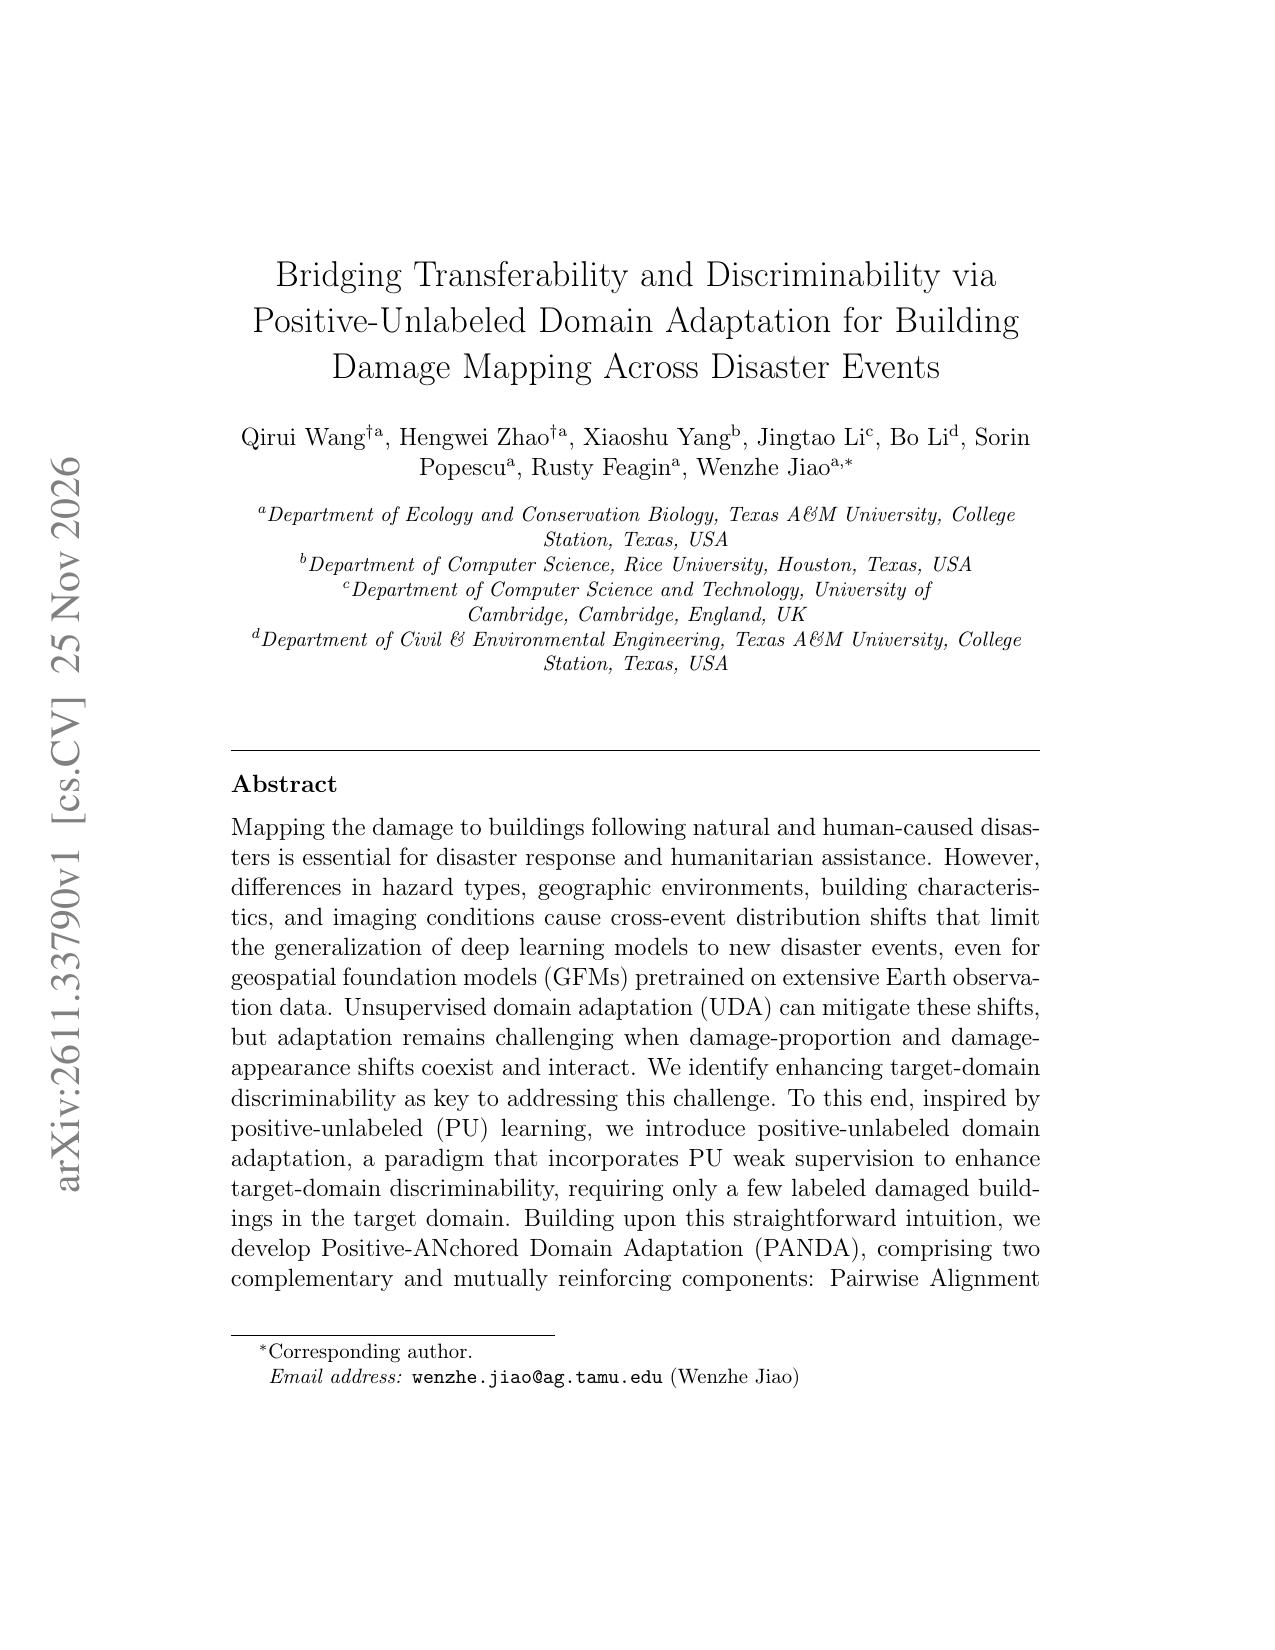 Bridging Transferability and Discriminability via
Positive-Unlabeled Domain Adaptation for Building
Damage Mapping Across Disaster Events
Qirui Wang†a, Hengwei Zhao†a, Xiaoshu Yangb, Jingtao Lic, Bo Lid, Sorin
Popescua, Rusty Feagina, Wenzhe Jiaoa,∗
aDepartment of Ecology and Conservation Biology, Texas A&M University, College
Station, Texas, USA
bDepartment of Computer Science, Rice University, Houston, Texas, USA
cDepartment of Computer Science and Technology, University of
Cambridge, Cambridge, England, UK
dDepartment of Civil & Environmental Engineering, Texas A&M University, College
Station, Texas, USA
arXiv:2611.33790v1 [cs.CV] 25 Nov 2026
Abstract
Mapping the damage to buildings following natural and human-caused disas-
ters is essential for disaster response and humanitarian assistance. However,
differences in hazard types, geographic environments, building characteris-
tics, and imaging conditions cause cross-event distribution shifts that limit
the generalization of deep learning models to new disaster events, even for
geospatial foundation models (GFMs) pretrained on extensive Earth observa-
tion data. Unsupervised domain adaptation (UDA) can mitigate these shifts,
but adaptation remains challenging when damage-proportion and damage-
appearance shifts coexist and interact. We identify enhancing target-domain
discriminability as key to addressing this challenge. To this end, inspired by
positive-unlabeled (PU) learning, we introduce positive-unlabeled domain
adaptation, a paradigm that incorporates PU weak supervision to enhance
target-domain discriminability, requiring only a few labeled damaged build-
ings in the target domain. Building upon this straightforward intuition, we
develop Positive-ANchored Domain Adaptation (PANDA), comprising two
complementary and mutually reinforcing components: Pairwise Alignment
∗Corresponding author.
Email address: wenzhe.jiao@ag.tamu.edu (Wenzhe Jiao)